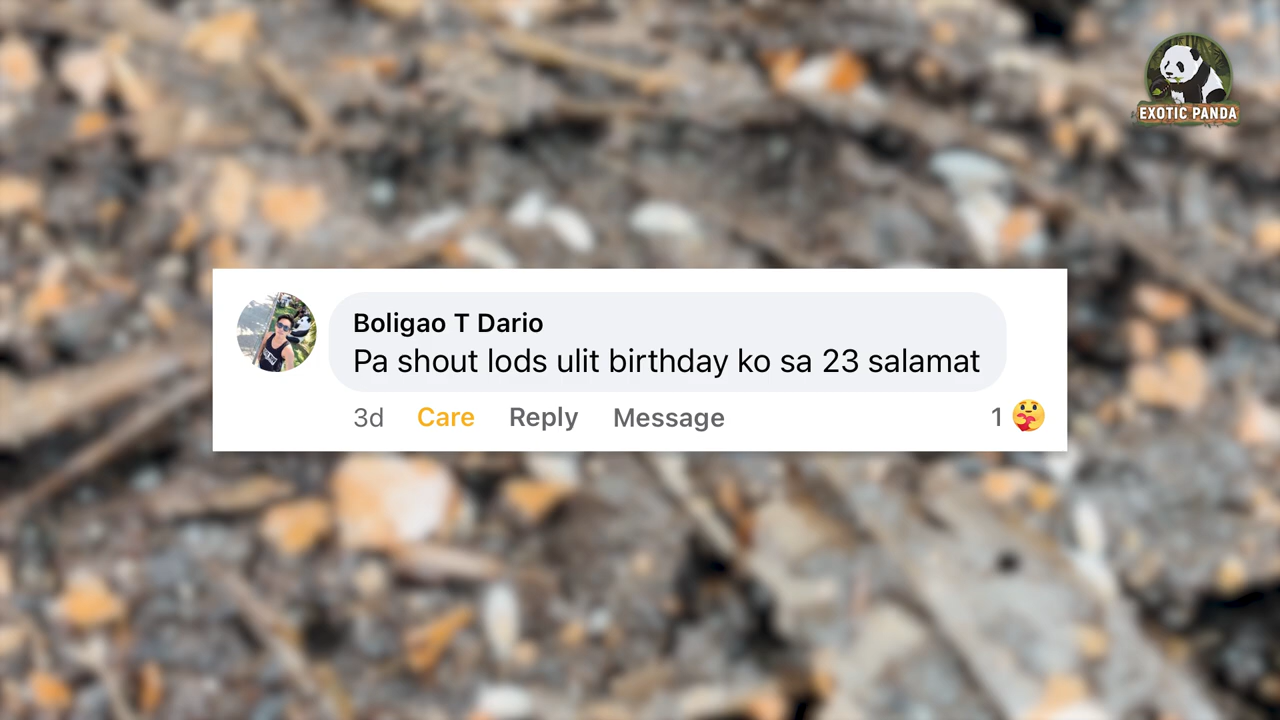 EXOTIC PANDA
Boligao T Dario
Pa shout lods ulit birthday ko sa 23 salamat
3d Care Reply Message 1